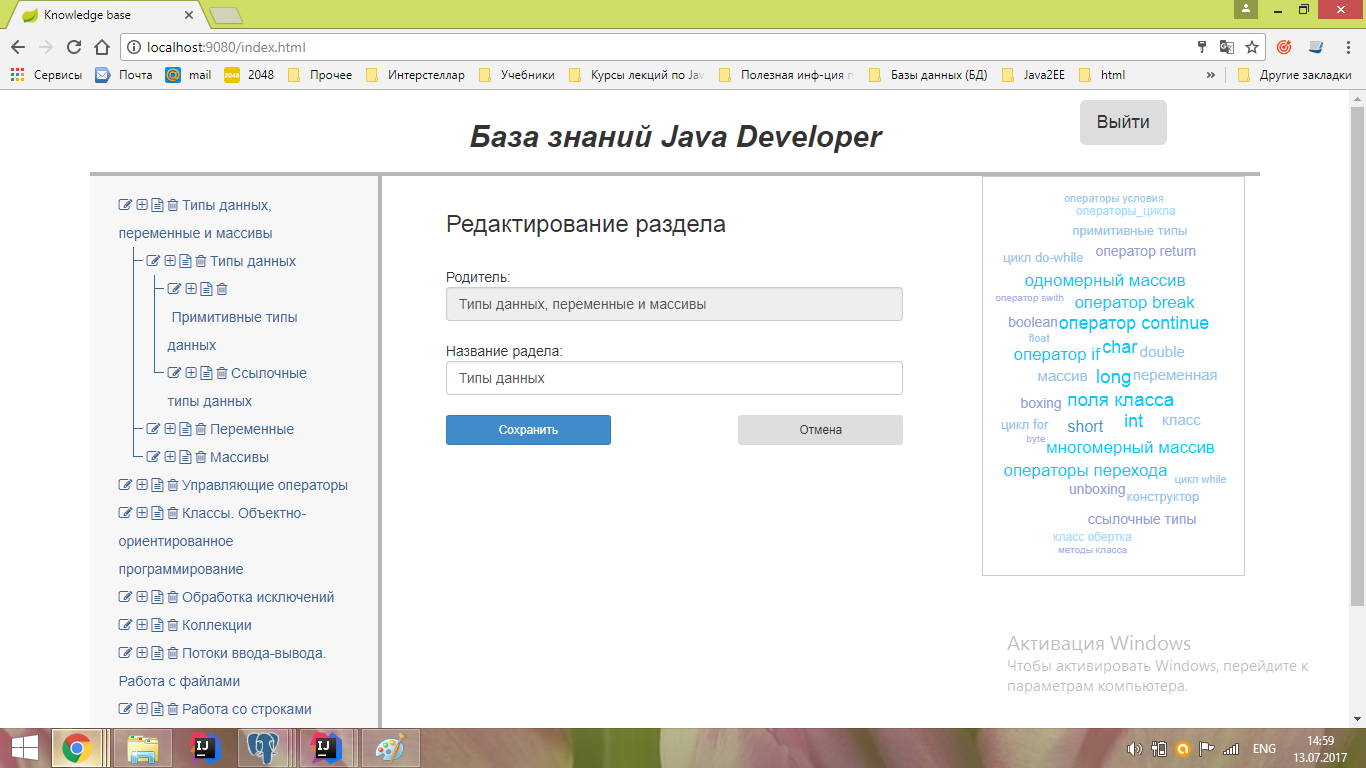 Knowledge base
localhost:9080/index.html
Сервисы Почта mail 2048 Прочее Интерстеллар Учебники Курсы лекций по Jav Полезная инф-ция п Базы данных (БД) Java2EE html » Другие закладки
База знаний Java Developer
Выйти
Типы данных,
переменные и массивы
Типы данных
Примитивные типы
данных
Ссылочные
типы данных
Переменные
Массивы
Управляющие операторы
Классы. Объектно-
ориентированное
программирование
Обработка исключений
Коллекции
Потоки ввода-вывода.
Работа с файлами
Работа со строками
Редактирование раздела
Родитель:
Типы данных, переменные и массивы
Название радела:
Типы данных
Сохранить Отмена
операторы условия
операторы_цикла
примитивные типы
оператор return
цикл do-while
одномерный массив
оператор swith
оператор break
boolean
оператор continue
float
char
оператор if
double
массив
long
переменная
boxing
поля класса
цикл for
short
int
класс
byte
многомерный массив
операторы перехода
цикл while
unboxing
конструктор
ссылочные типы
класс обертка
методы класса
Активация Windows
Чтобы активировать Windows, перейдите к
параметрам компьютера.
ENG
14:59
13.07.2017